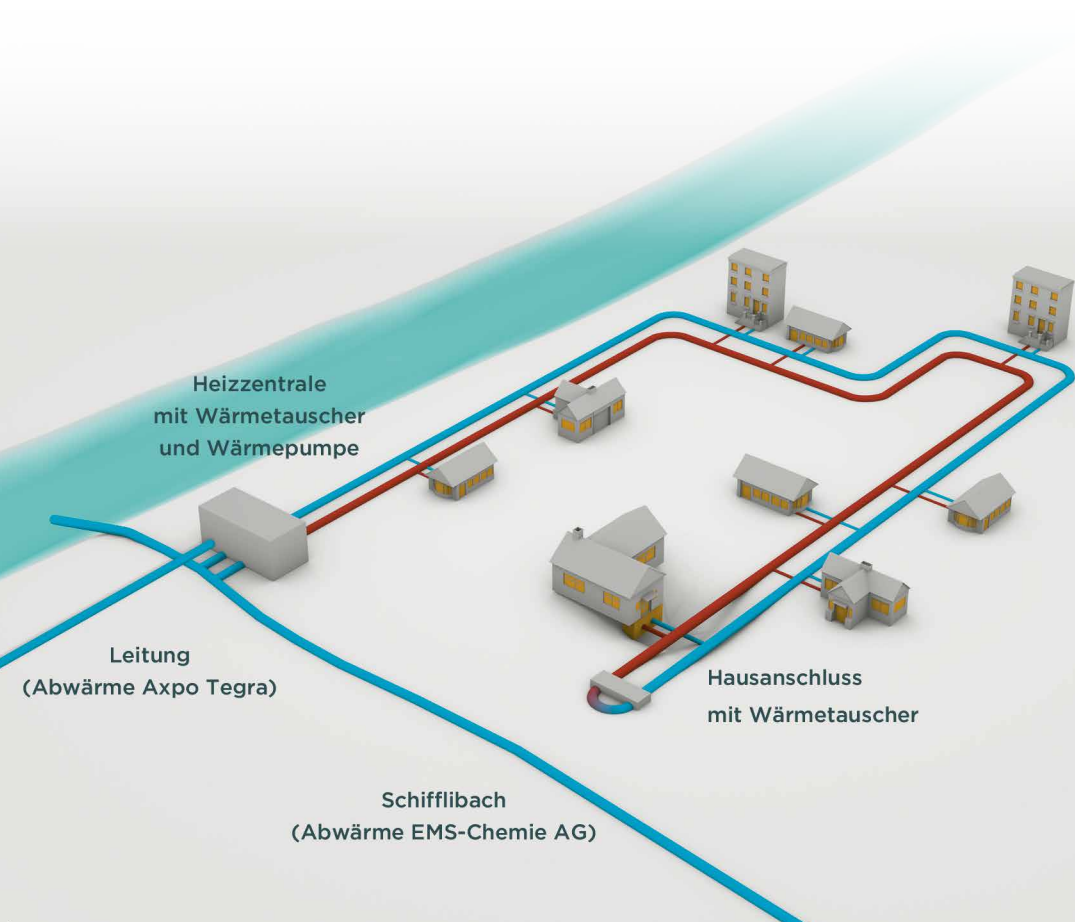 Heizzentrale
mit Wärmetauscher
und Wärmepumpe
Leitung
(Abwärme Axpo Tegra)
Hausanschluss
mit Wärmetauscher
Schifflibach
(Abwärme EMS-Chemie AG)